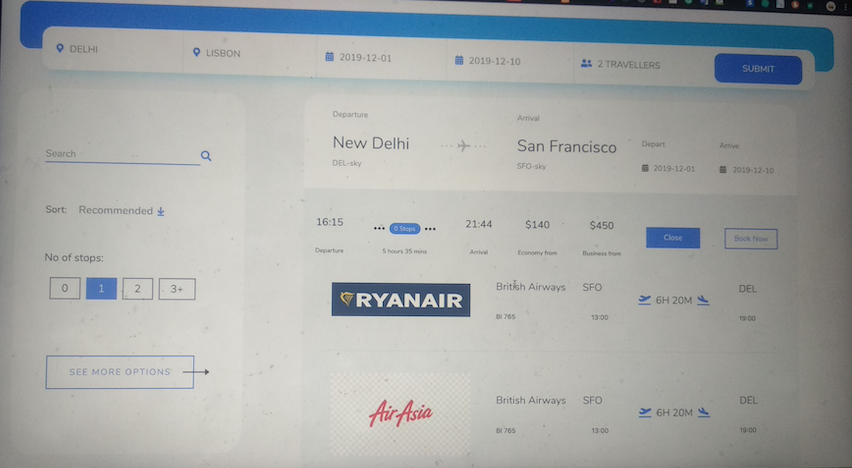 DELHI
LISBON
2019-12-01
2019-12-10
2 TRAVELLERS
SUBMIT
Search
Sort: Recommended
No of stops:
0 1 2 3+
SEE MORE OPTIONS
Departure
New Delhi
DEL-sky
Arrival
San Francisco
SFO-sky
Depart
2019-12-01
Arrive
2019-12-10
16:15
Departure
0 Stops
5 hours 35 mins
21:44
Arrival
$140
Economy from
$450
Business from
Close
Book Now
RYANAIR
British Airways
BI 765
SFO
13:00
6H 20M
DEL
19:00
AirAsia
British Airways
BI 765
SFO
13:00
6H 20M
DEL
19:00